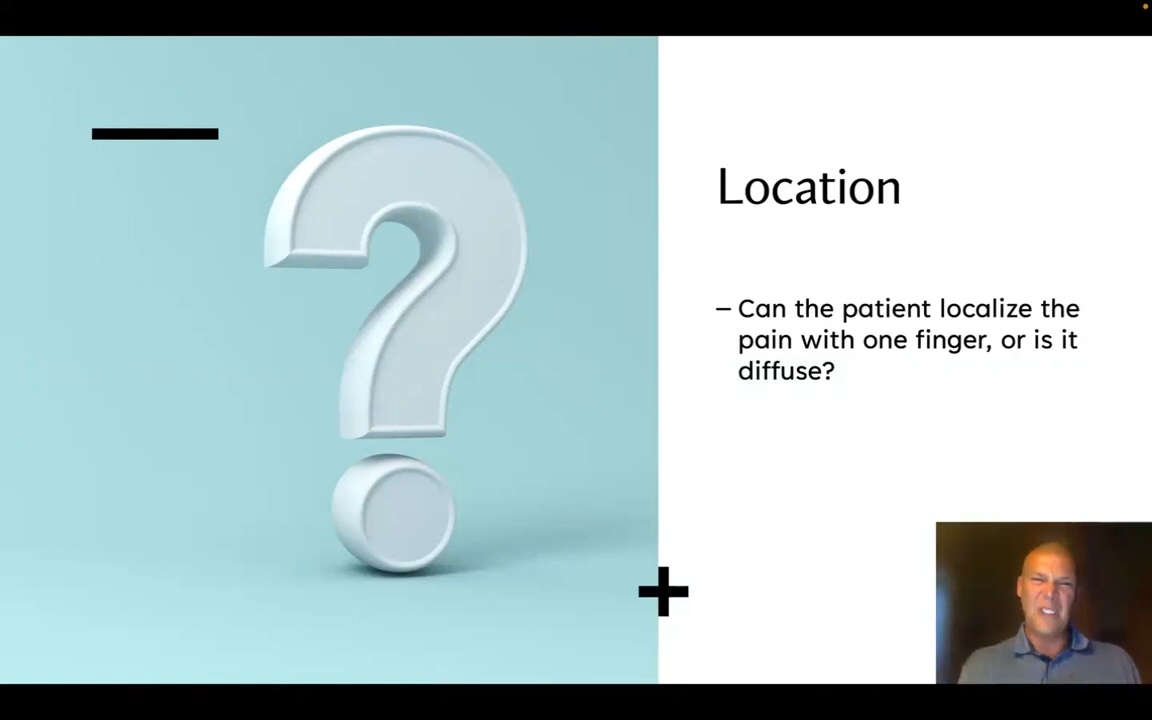 Location
– Can the patient localize the
pain with one finger, or is it
diffuse?